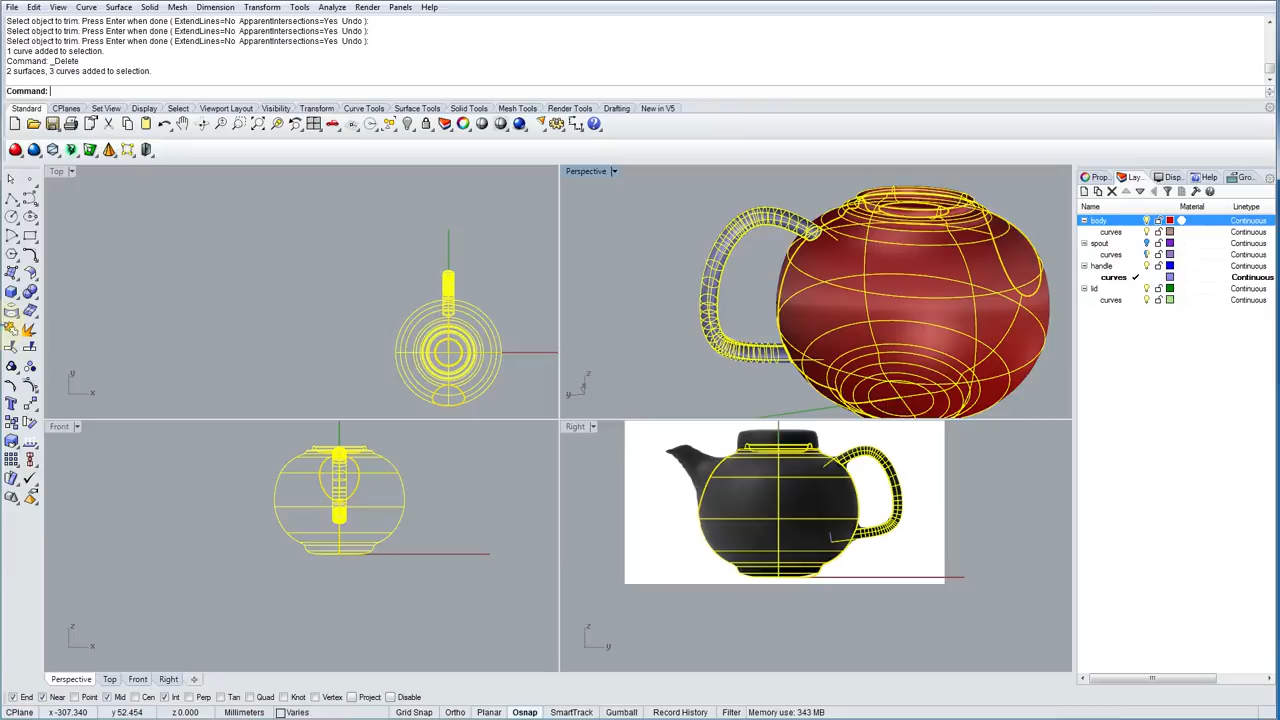 File Edit View Curve Surface Solid Mesh Dimension Transform Tools Analyze Render Panels Help
Select object to trim. Press Enter when done ( ExtendLines=No ApparentIntersections=Yes Undo ):
Select object to trim. Press Enter when done ( ExtendLines=No ApparentIntersections=Yes Undo ):
Select object to trim. Press Enter when done ( ExtendLines=No ApparentIntersections=Yes Undo ):
1 curve added to selection.
Command: _Delete
2 surfaces, 3 curves added to selection.
Command:
Standard CPlanes Set View Display Select Viewport Layout Visibility Transform Curve Tools Surface Tools Solid Tools Mesh Tools Render Tools Drafting New in V5
Top
Perspective
Prop... Lay... Disp... Help Gro...
Name Material Linetype
body Continuous
curves Continuous
spout Continuous
curves Continuous
handle Continuous
curves Continuous
lid Continuous
curves Continuous
y
x
z
y x
Front
Right
z
x
z
y
Perspective Top Front Right
End Near Point Mid Cen Int Perp Tan Quad Knot Vertex Project Disable
CPlane x -307.340 y 52.454 z 0.000 Millimeters Varies Grid Snap Ortho Planar Osnap SmartTrack Gumball Record History Filter Memory use: 343 MB